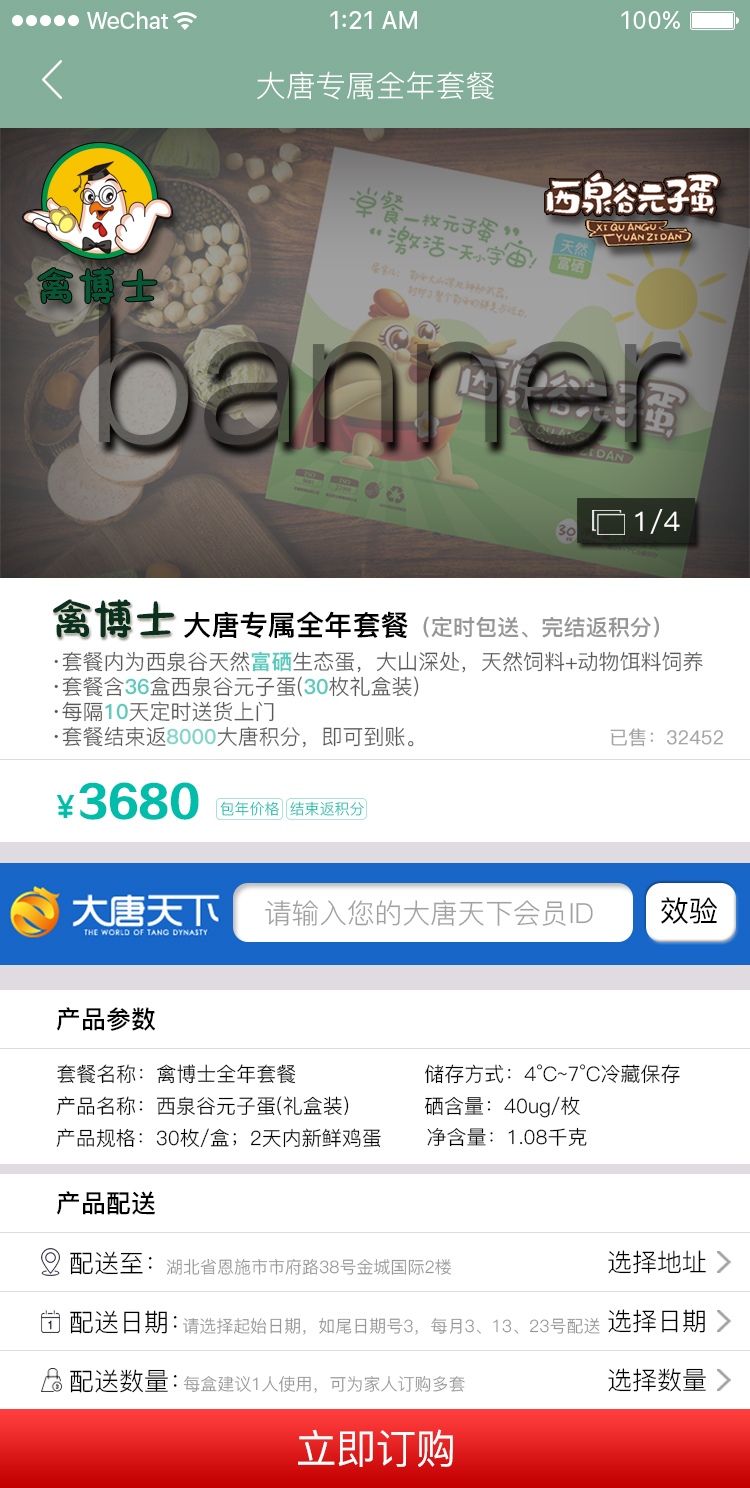 WeChat 1:21 AM 100%
大唐专属全年套餐
禽博士
西泉谷元子蛋
XI QU ANGU
YUAN ZI DAN
早餐一枚元子蛋
激活一天小宇宙!
天然
富硒
banner
西泉谷元子蛋
XI QU ANGU
YUAN ZI DAN
30
1/4
禽博士 大唐专属全年套餐 (定时包送、完结返积分)
·套餐内为西泉谷天然富硒生态蛋，大山深处，天然饲料+动物饵料饲养
·套餐含36盒西泉谷元子蛋(30枚礼盒装)
·每隔10天定时送货上门
·套餐结束返8000大唐积分，即可到账。
已售：32452
¥3680 包年价格 结束返积分
大唐天下
THE WORLD OF TANG DYNASTY
请输入您的大唐天下会员ID
效验
产品参数
套餐名称：禽博士全年套餐 储存方式：4°C~7°C冷藏保存
产品名称：西泉谷元子蛋(礼盒装) 硒含量：40ug/枚
产品规格：30枚/盒；2天内新鲜鸡蛋 净含量：1.08千克
产品配送
配送至：湖北省恩施市市府路38号金城国际2楼 选择地址
配送日期：请选择起始日期，如尾日期号3，每月3、13、23号配送 选择日期
配送数量：每盒建议1人使用，可为家人订购多套 选择数量
立即订购